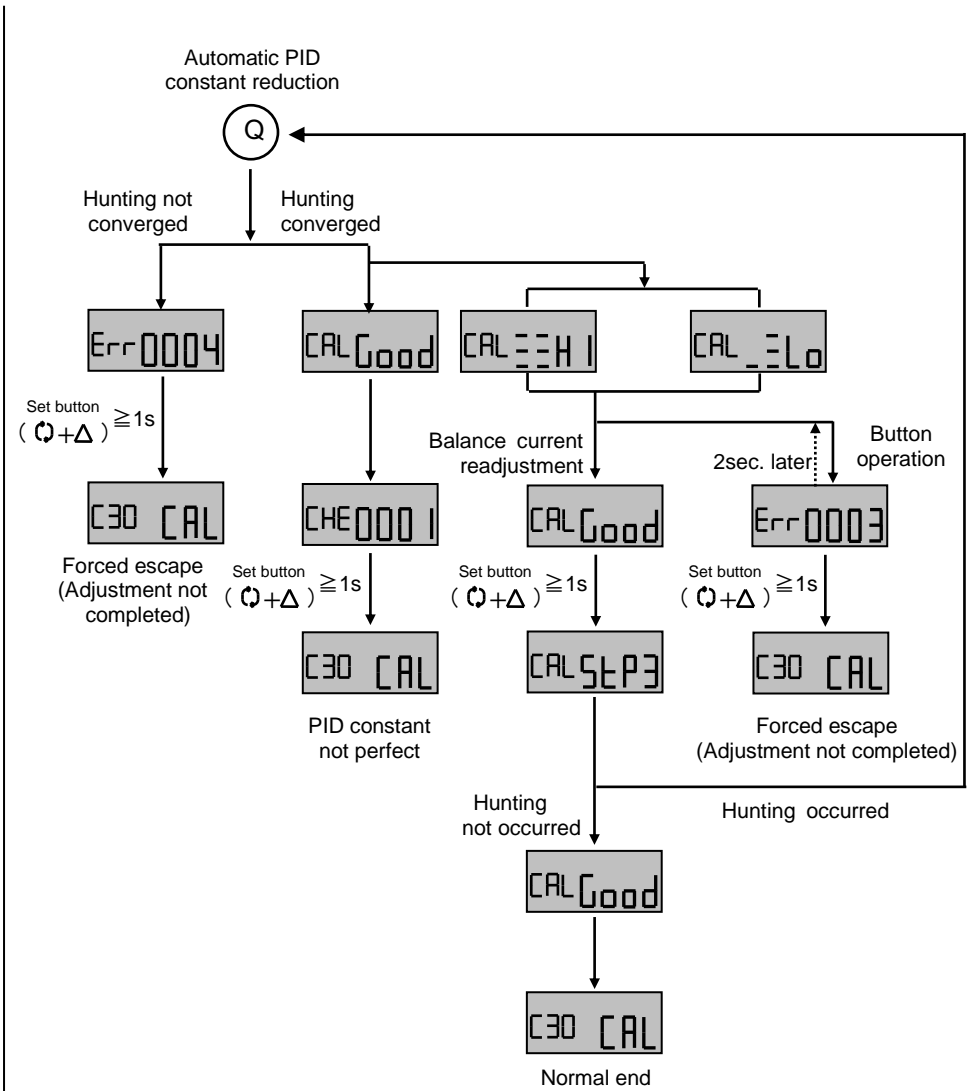 Automatic PID
constant reduction
Q
Hunting not
converged
Hunting
converged
Err0004
CALGood
CAL HI
CAL Lo
Set button
( +Δ) ≧1s
Balance current
readjustment
2sec. later
Button
operation
C30 CAL
CHE0001
CALGood
Err0003
Forced escape
(Adjustment not
completed)
Set button
( +Δ) ≧1s
Set button
( +Δ) ≧1s
Set button
( +Δ) ≧1s
C30 CAL
CALStP3
C30 CAL
PID constant
not perfect
Forced escape
(Adjustment not completed)
Hunting
not occurred
Hunting occurred
CALGood
C30 CAL
Normal end